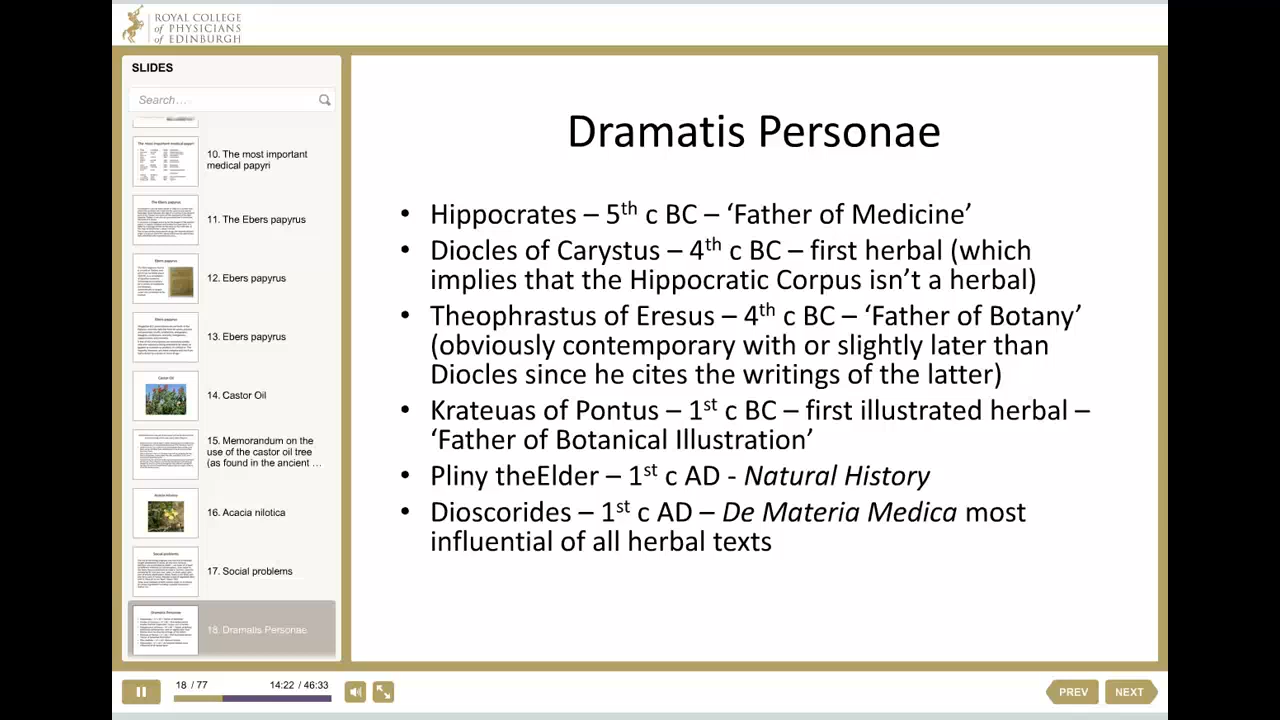 ROYAL COLLEGE
of PHYSICIANS
of EDINBURGH
SLIDES
Search...
10. The most important
medical papyri
11. The Ebers papyrus
12. Ebers papyrus
13. Ebers papyrus
14. Castor Oil
15. Memorandum on the
use of the castor oil tree
(as found in the ancient ...
16. Acacia nilotica
17. Social problems
18. Dramatis Personae
Dramatis Personae
• Hippocrates – 5th c BC – ‘Father of Medicine’
• Diocles of Carystus – 4th c BC – first herbal (which
implies that the Hippocratic Corpus isn’t a herbal)
• Theophrastus of Eresus – 4th c BC – ‘Father of Botany’
(obviously contemporary with or slightly later than
Diocles since he cites the writings of the latter)
• Krateuas of Pontus – 1st c BC – first illustrated herbal –
‘Father of Botanical Illustration’
• Pliny theElder – 1st c AD - Natural History
• Dioscorides – 1st c AD – De Materia Medica most
influential of all herbal texts
18 / 77
14:22 / 46:33
PREV
NEXT